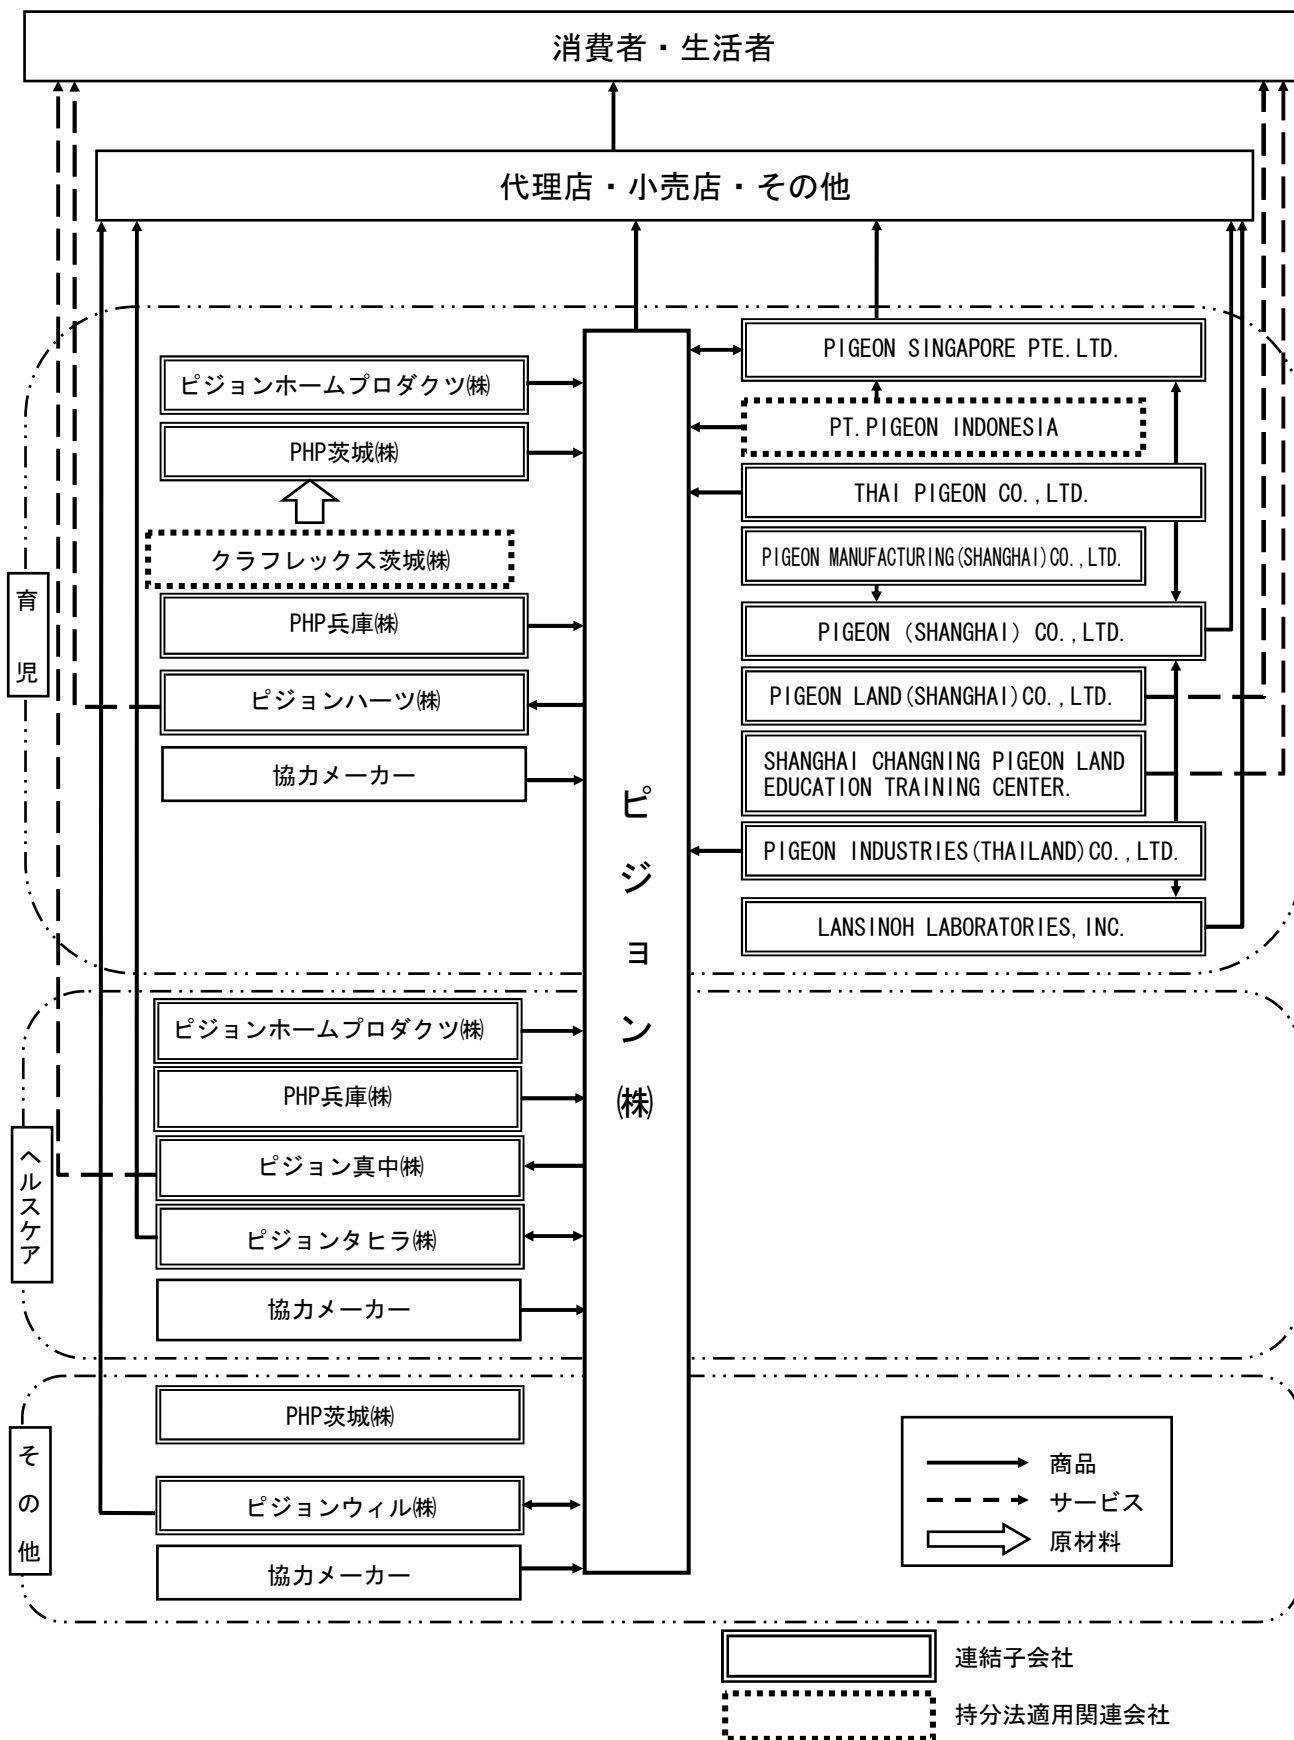 消費者・生活者
代理店・小売店・その他
育児
ピジョンホームプロダクツ㈱
PHP茨城㈱
クラフレックス茨城㈱
PHP兵庫㈱
ピジョンハーツ㈱
協力メーカー
ピジョン㈱
PIGEON SINGAPORE PTE.LTD.
PT.PIGEON INDONESIA
THAI PIGEON CO.,LTD.
PIGEON MANUFACTURING(SHANGHAI)CO.,LTD.
PIGEON (SHANGHAI) CO.,LTD.
PIGEON LAND(SHANGHAI)CO.,LTD.
SHANGHAI CHANGNING PIGEON LAND
EDUCATION TRAINING CENTER.
PIGEON INDUSTRIES(THAILAND)CO.,LTD.
LANSINOH LABORATORIES,INC.
ヘルスケア
ピジョンホームプロダクツ㈱
PHP兵庫㈱
ピジョン真中㈱
ピジョンタヒラ㈱
協力メーカー
その他
PHP茨城㈱
ピジョンウィル㈱
協力メーカー
商品
サービス
原材料
連結子会社
持分法適用関連会社